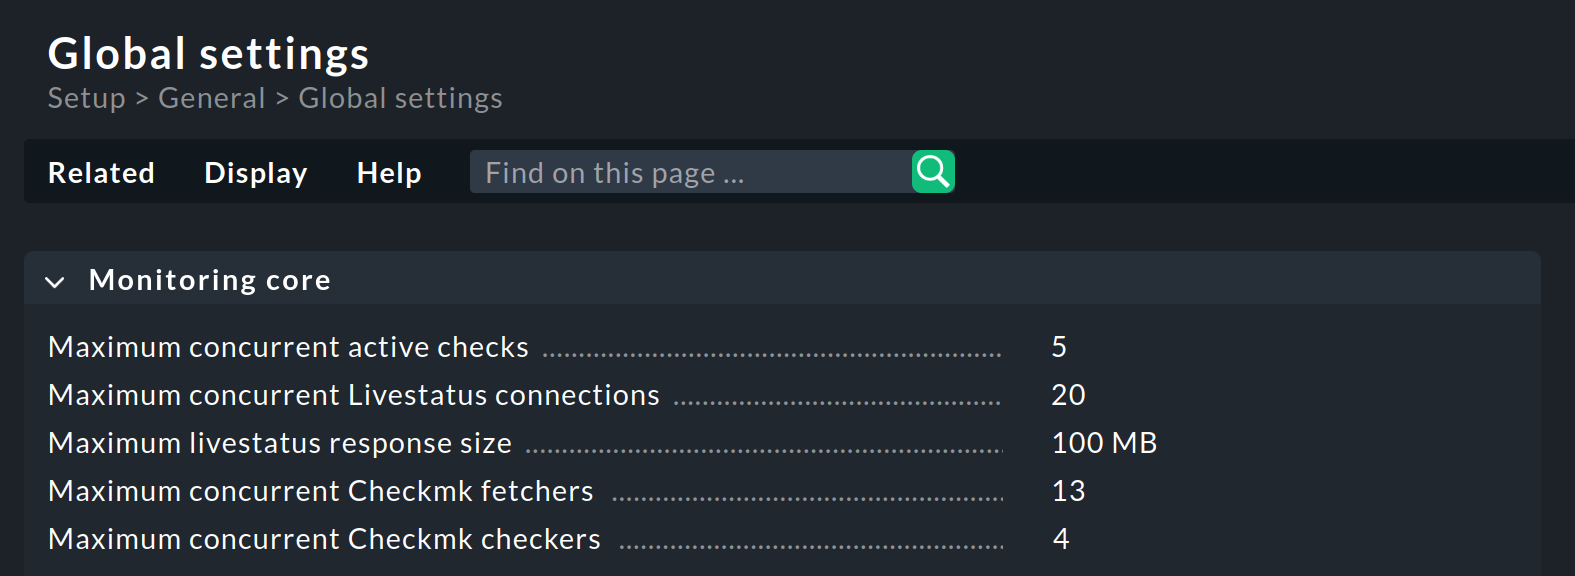 Global settings
Setup > General > Global settings
Related Display Help Find on this page ...
Monitoring core
Maximum concurrent active checks 5
Maximum concurrent Livestatus connections 20
Maximum livestatus response size 100 MB
Maximum concurrent Checkmk fetchers 13
Maximum concurrent Checkmk checkers 4